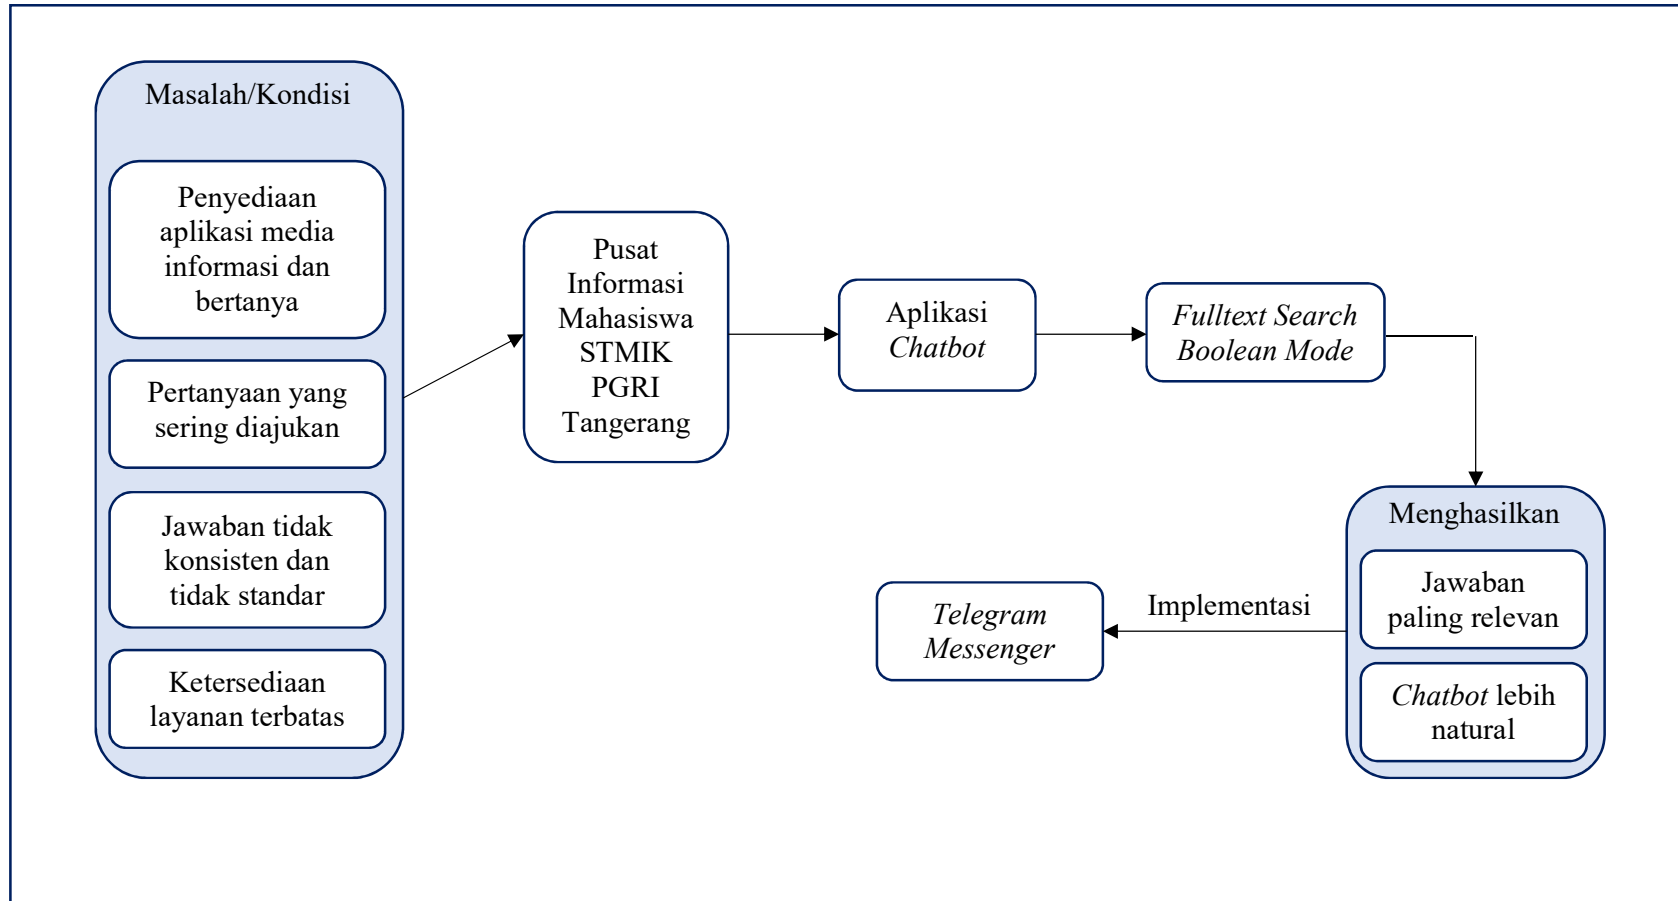 Masalah/Kondisi
Penyediaan
aplikasi media
informasi dan
bertanya
Pertanyaan yang
sering diajukan
Jawaban tidak
konsisten dan
tidak standar
Ketersediaan
layanan terbatas
Pusat
Informasi
Mahasiswa
STMIK
PGRI
Tangerang
Aplikasi
Chatbot
Fulltext Search
Boolean Mode
Menghasilkan
Jawaban
paling relevan
Chatbot lebih
natural
Implementasi
Telegram
Messenger